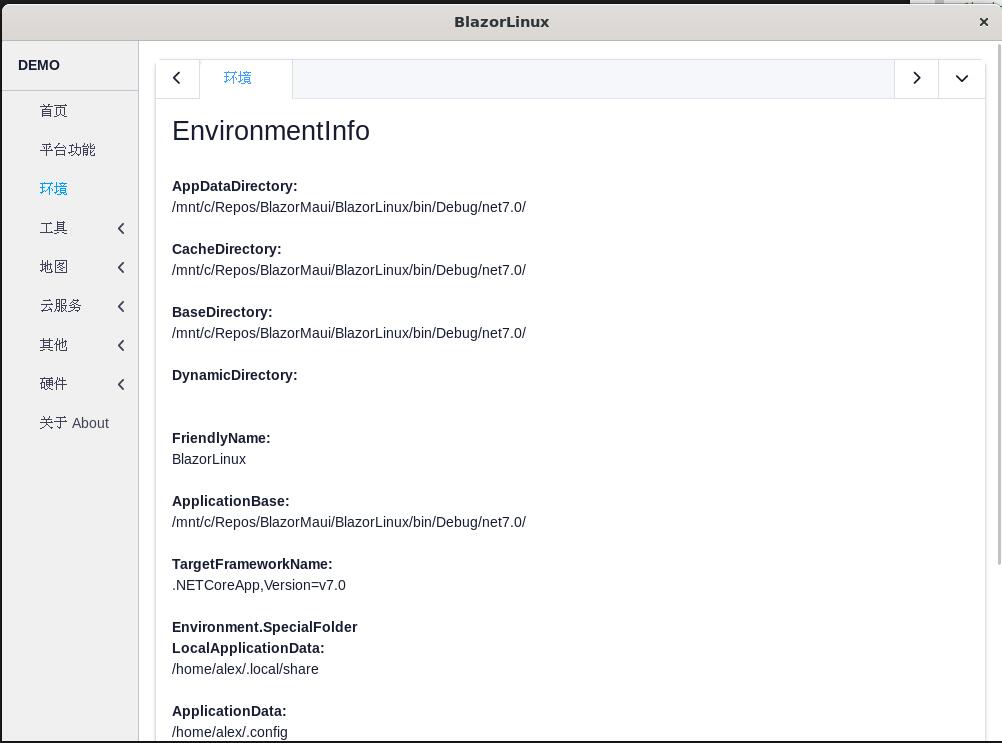 BlazorLinux
DEMO
首页
平台功能
环境
工具
地图
云服务
其他
硬件
关于 About
环境
EnvironmentInfo
AppDataDirectory:
/mnt/c/Repos/BlazorMaui/BlazorLinux/bin/Debug/net7.0/
CacheDirectory:
/mnt/c/Repos/BlazorMaui/BlazorLinux/bin/Debug/net7.0/
BaseDirectory:
/mnt/c/Repos/BlazorMaui/BlazorLinux/bin/Debug/net7.0/
DynamicDirectory:
FriendlyName:
BlazorLinux
ApplicationBase:
/mnt/c/Repos/BlazorMaui/BlazorLinux/bin/Debug/net7.0/
TargetFrameworkName:
.NETCoreApp,Version=v7.0
Environment.SpecialFolder
LocalApplicationData:
/home/alex/.local/share
ApplicationData:
/home/alex/.config